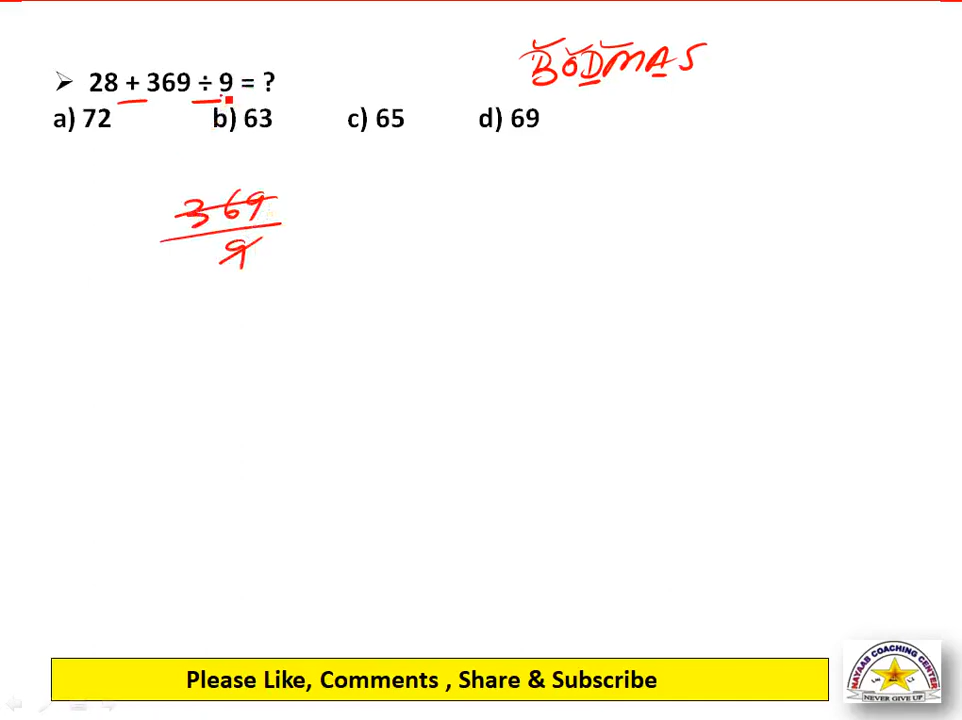 BODMAS
28 + 369 ÷ 9 = ?
a) 72 b) 63 c) 65 d) 69
369
9
Please Like, Comments , Share & Subscribe
NAYAAB COACHING CENTER
NEVER GIVE UP